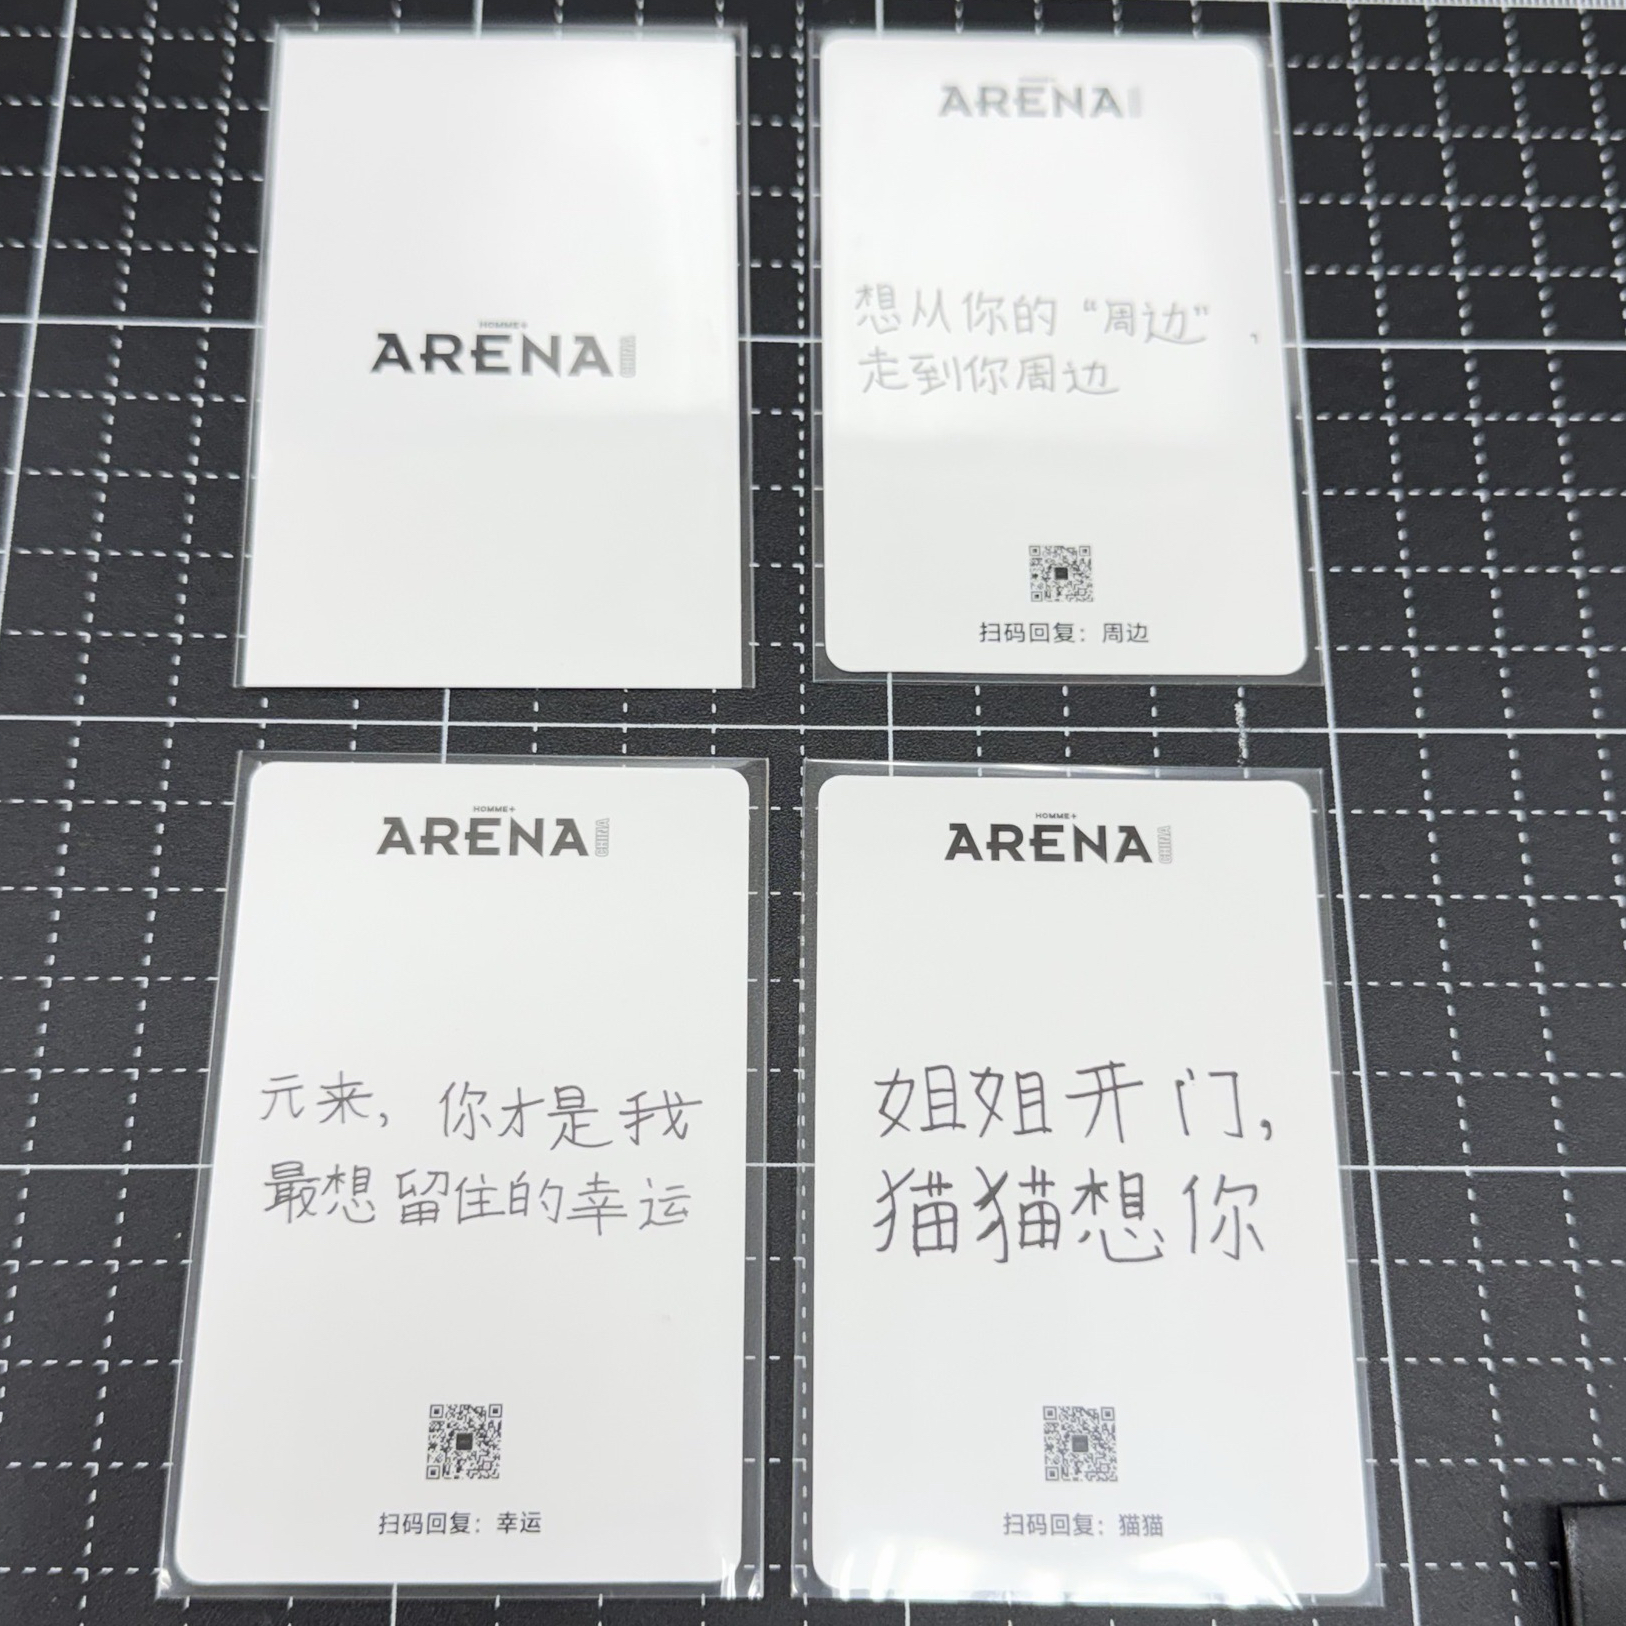 HOMME+
ARENA CHINA
ARENA
想从你的“周边”，
走到你周边
扫码回复：周边
HOMME+
ARENA CHINA
元来，你才是我
最想留住的幸运
扫码回复：幸运
HOMME+
ARENA CHINA
姐姐开门，
猫猫想你
扫码回复：猫猫